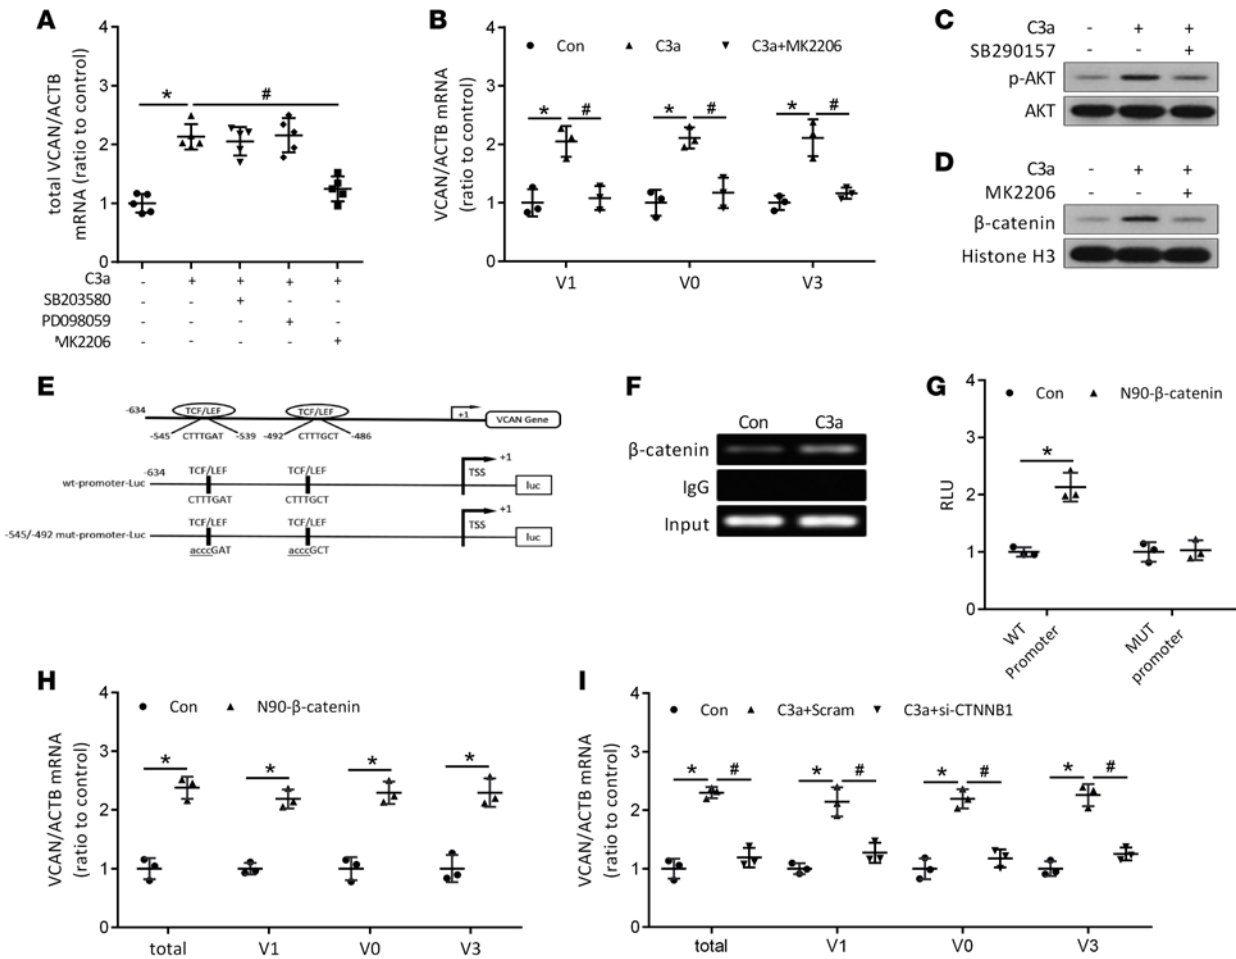 A
total VCAN/ACTB
mRNA (ratio to control)
4
3
2
1
0
*
#
C3a - + + + +
SB203580 - - + - -
PD098059 - - - + -
MK2206 - - - - +
B
VCAN/ACTB mRNA
(ratio to control)
Con C3a C3a+MK2206
4
3
2
1
0
* # * # * #
V1 V0 V3
C
C3a - + +
SB290157 - - +
p-AKT
AKT
D
C3a - + +
MK2206 - - +
β-catenin
Histone H3
E
-634 TCF/LEF TCF/LEF +1 VCAN Gene
-545 CTTTGAT -539 -492 CTTTGCT -486
-634 TCF/LEF TCF/LEF +1
wt-promoter-Luc TSS luc
CTTTGAT CTTTGCT
TCF/LEF TCF/LEF +1
-545/-492 mut-promoter-Luc TSS luc
acccGAT acccGCT
F
Con C3a
β-catenin
IgG
Input
G
Con N90-β-catenin
RLU
4
3
2
1
0
*
WT
Promoter
MUT
promoter
H
VCAN/ACTB mRNA
(ratio to control)
Con N90-β-catenin
4
3
2
1
0
* * * *
total V1 V0 V3
I
VCAN/ACTB mRNA
(ratio to control)
Con C3a+Scram C3a+si-CTNNB1
4
3
2
1
0
* # * # * # * #
total V1 V0 V3